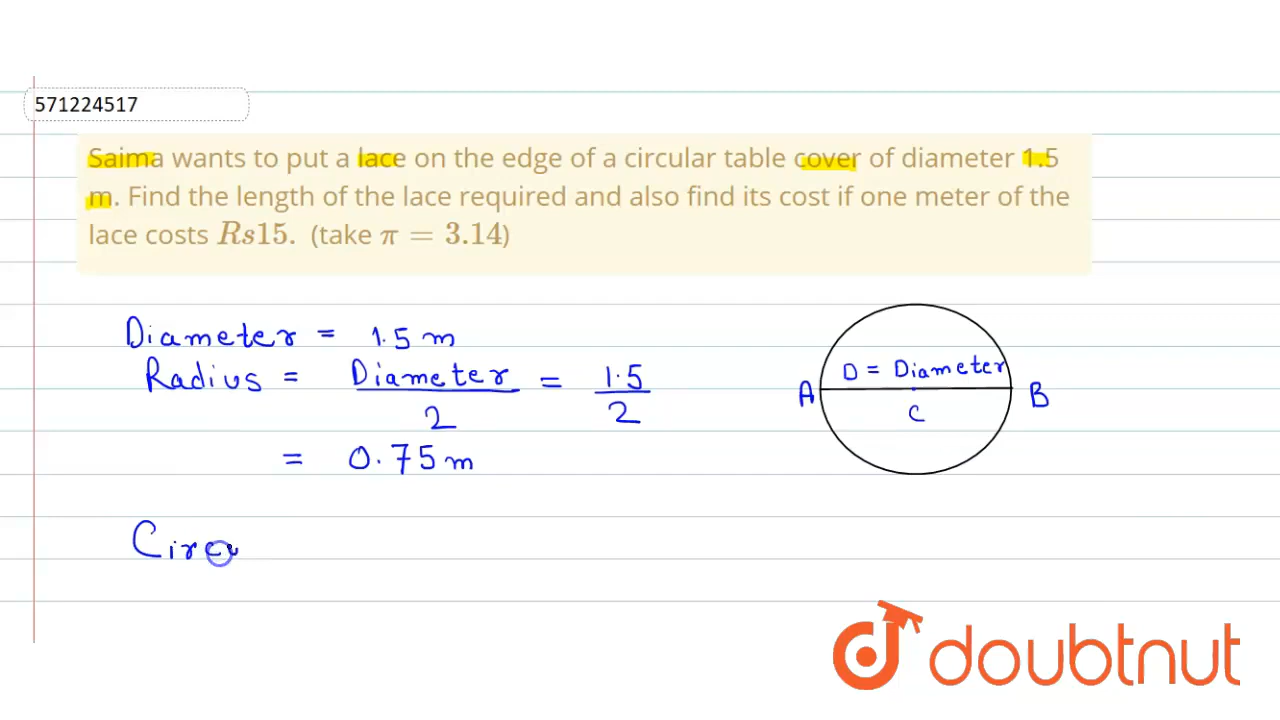 571224517
Saima wants to put a lace on the edge of a circular table cover of diameter 1.5
m. Find the length of the lace required and also find its cost if one meter of the
lace costs Rs15. (take π = 3.14)
Diameter = 1.5 m
Radius = Diameter / 2 = 1.5 / 2
= 0.75 m
Circu
D = Diameter
A
B
C
doubtnut